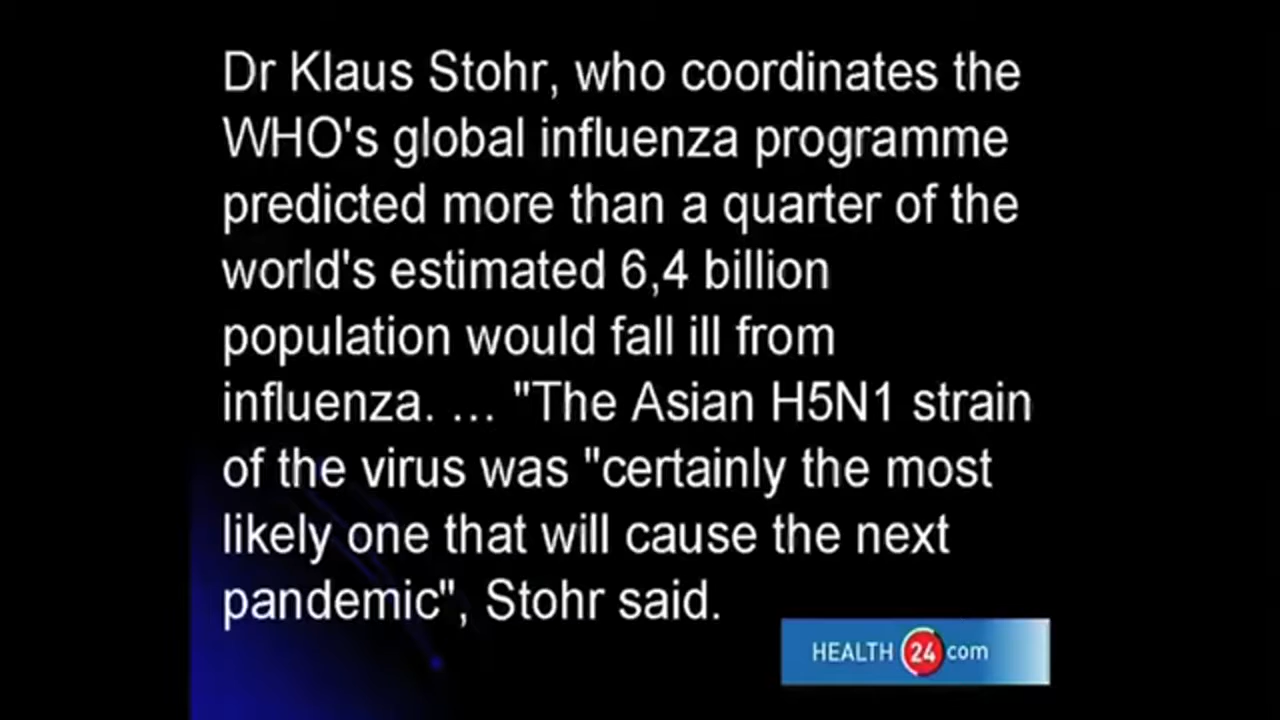 Dr Klaus Stohr, who coordinates the
WHO's global influenza programme
predicted more than a quarter of the
world's estimated 6,4 billion
population would fall ill from
influenza. … "The Asian H5N1 strain
of the virus was "certainly the most
likely one that will cause the next
pandemic", Stohr said.
HEALTH 24 com